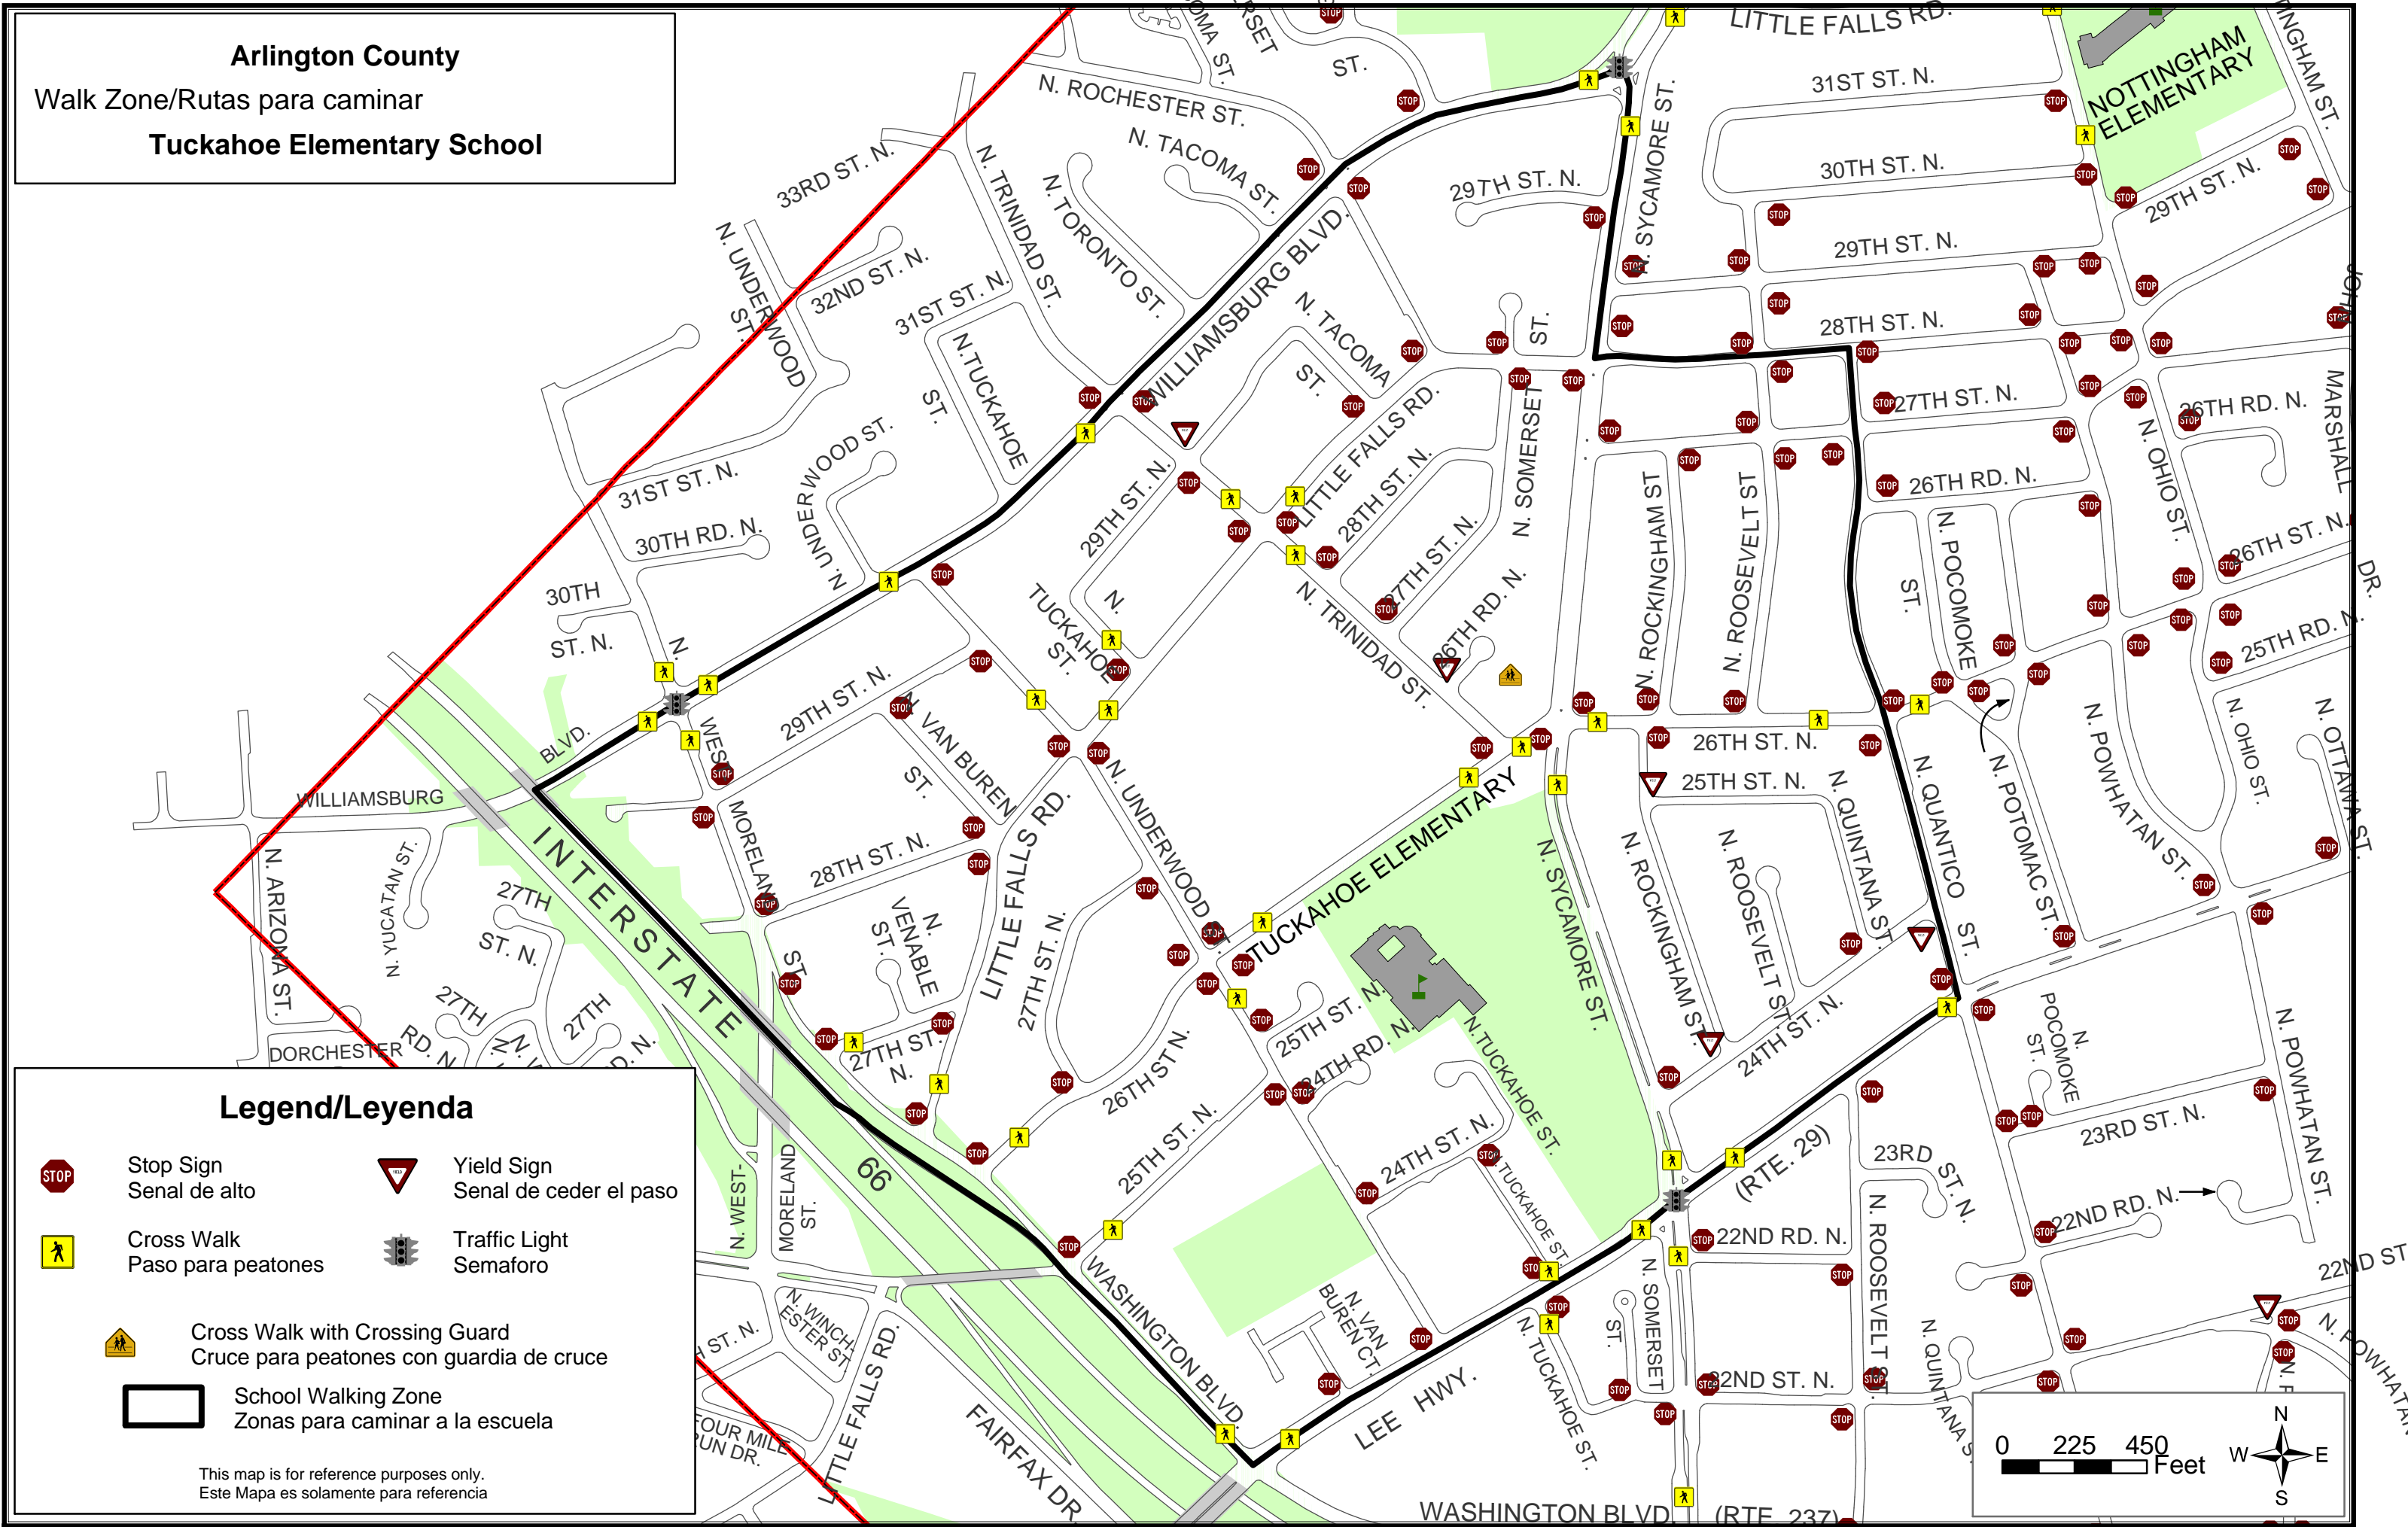 Arlington County
Walk Zone/Rutas para caminar
Tuckahoe Elementary School
LITTLE FALLS RD.
NOTTINGHAM
ELEMENTARY
31ST ST. N.
30TH ST. N.
29TH ST. N.
29TH ST. N.
28TH ST. N.
27TH ST. N.
26TH RD. N.
26TH RD. N.
26TH ST. N.
25TH RD. N.
N. ROCHESTER ST.
N. TACOMA ST.
ST.
29TH ST. N.
N. SYCAMORE ST.
33RD ST. N.
N. TRINIDAD ST.
N. TORONTO ST.
N. UNDERWOOD
ST.
32ND ST. N.
31ST ST. N.
N. TUCKAHOE
ST.
WILLIAMSBURG BLVD.
N. TACOMA
ST.
ST.
LITTLE FALLS RD.
28TH ST. N.
27TH ST. N.
26TH RD. N.
N. SOMERSET
N. ROCKINGHAM ST
N. ROOSEVELT ST
N. POCOMOKE
ST.
N. OHIO ST.
MARSHALL
DR.
31ST ST. N.
30TH RD. N.
30TH
ST. N.
N. UNDERWOOD ST.
29TH ST. N.
N.
TUCKAHOE
ST.
N. TRINIDAD ST.
N.
WEST
MORELAND
ST.
29TH ST. N.
N. VAN BUREN
ST.
28TH ST. N.
N.
VENABLE
ST.
27TH ST.
N.
LITTLE FALLS RD.
27TH ST. N.
N. UNDERWOOD
26TH ST N.
25TH ST. N.
TUCKAHOE ELEMENTARY
25TH ST. N.
24TH RD. N.
24TH ST. N.
N. TUCKAHOE ST.
N. TUCKAHOE ST.
N. SYCAMORE ST.
26TH ST. N.
25TH ST. N.
N. ROCKINGHAM ST.
N. ROOSEVELT ST.
N. QUINTANA ST.
24TH ST. N.
N. QUANTICO
ST.
N. POTOMAC ST.
N. POWHATAN ST.
N. OHIO ST.
N. OTTAWA ST.
WILLIAMSBURG
BLVD.
N. ARIZONA ST.
N. YUCATAN ST.
27TH
ST. N.
27TH
RD. N.
27TH
DORCHESTER
INTERSTATE
66
N. WEST-
MORELAND
ST.
N. WINCH-
ESTER ST.
LITTLE FALLS RD.
FAIRFAX DR.
FOUR MILE
RUN DR.
WASHINGTON BLVD.
N. VAN
BUREN CT.
LEE HWY.
(RTE. 29)
N. TUCKAHOE ST.
N. SOMERSET
ST.
22ND RD. N.
22ND ST. N.
WASHINGTON BLVD. (RTE. 237)
N. ROOSEVELT ST.
23RD
ST. N.
N.
POCOMOKE
ST.
23RD ST. N.
22ND RD. N.
22ND ST
N. POWHATAN ST.
N. POWHATAN
N. QUINTANA S
Legend/Leyenda
STOP
Stop Sign
Senal de alto
Yield Sign
Senal de ceder el paso
Cross Walk
Paso para peatones
Traffic Light
Semaforo
Cross Walk with Crossing Guard
Cruce para peatones con guardia de cruce
School Walking Zone
Zonas para caminar a la escuela
This map is for reference purposes only.
Este Mapa es solamente para referencia
0 225 450
Feet
N
W E
S